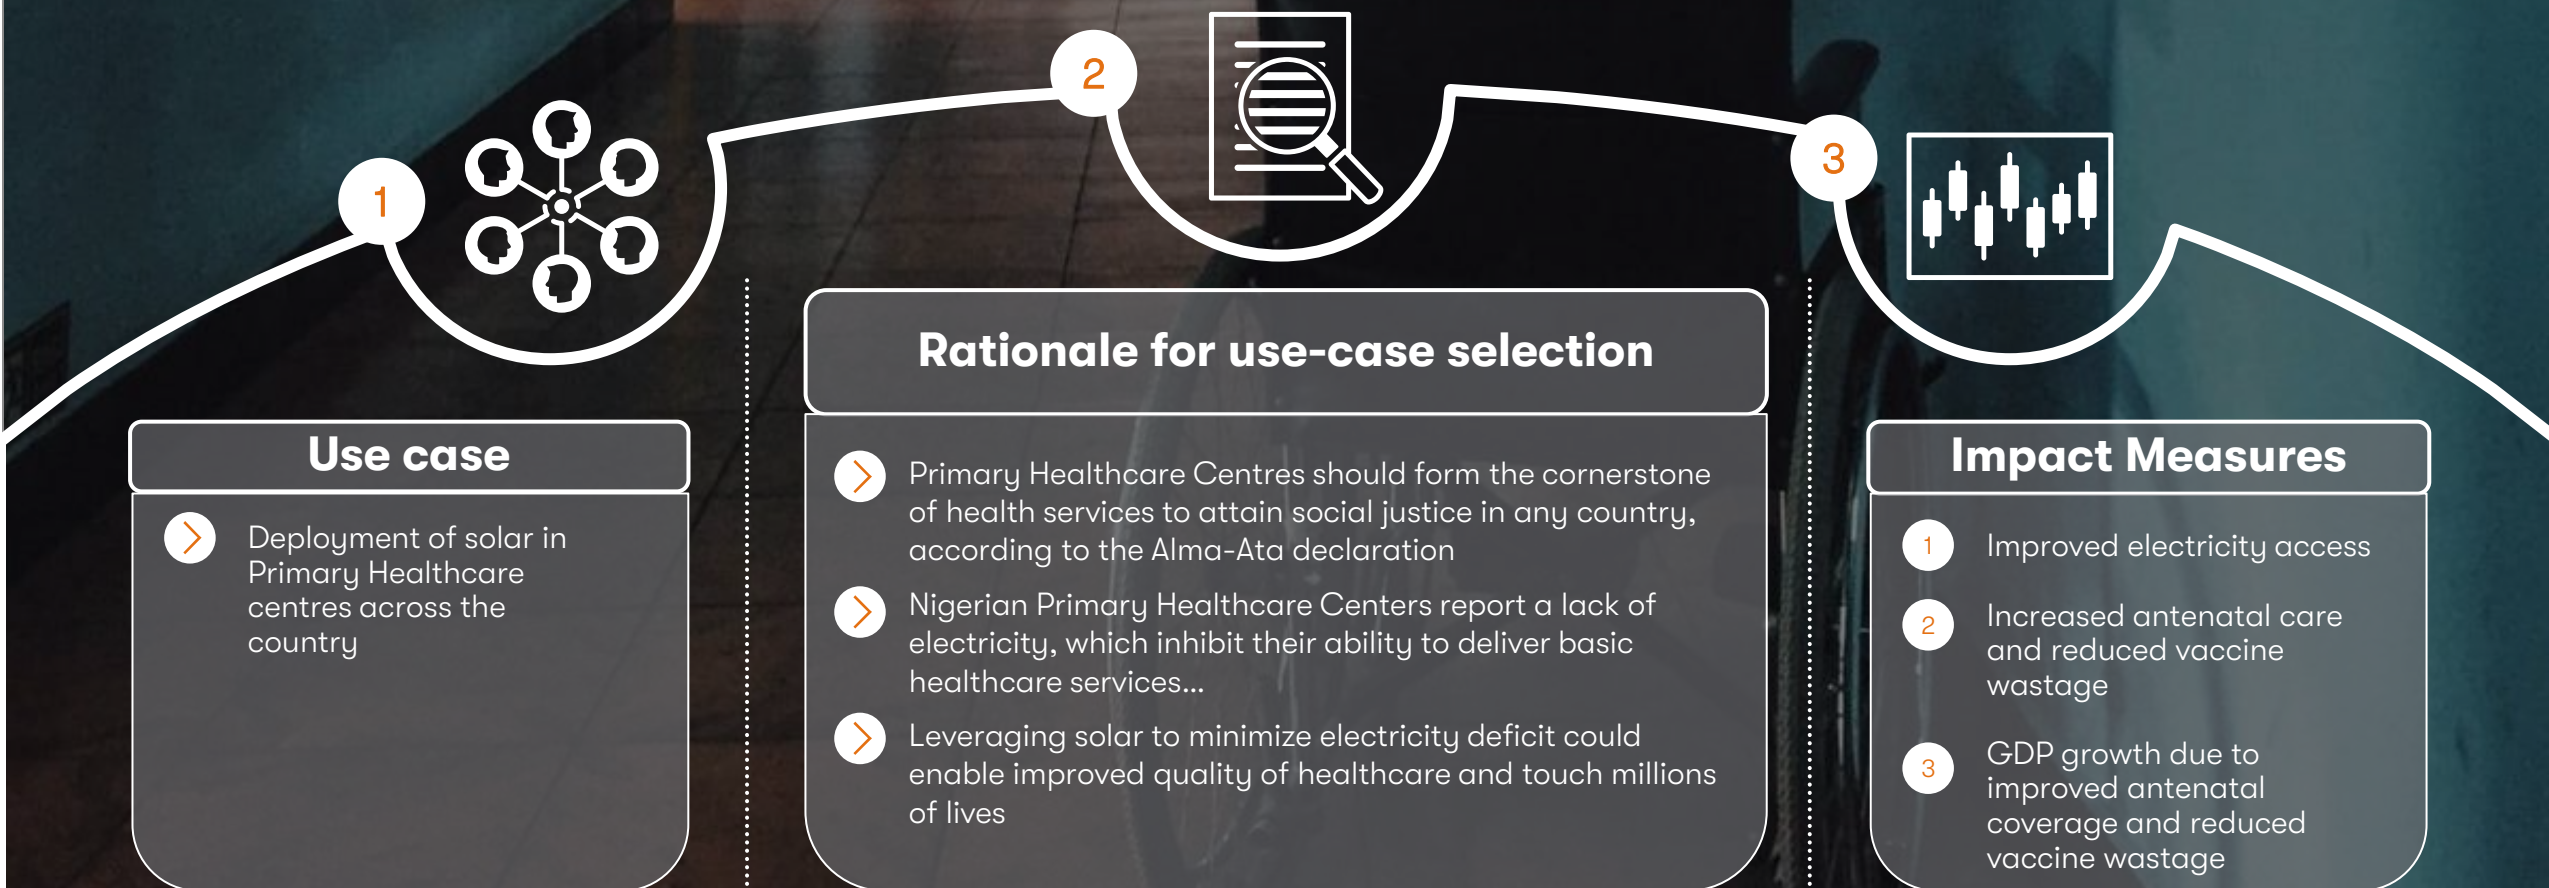 1
2
3
Use case
Deployment of solar in
Primary Healthcare
centres across the
country
Rationale for use-case selection
Primary Healthcare Centres should form the cornerstone
of health services to attain social justice in any country,
according to the Alma-Ata declaration
Nigerian Primary Healthcare Centers report a lack of
electricity, which inhibit their ability to deliver basic
healthcare services...
Leveraging solar to minimize electricity deficit could
enable improved quality of healthcare and touch millions
of lives
Impact Measures
1 Improved electricity access
2 Increased antenatal care
and reduced vaccine
wastage
3 GDP growth due to
improved antenatal
coverage and reduced
vaccine wastage